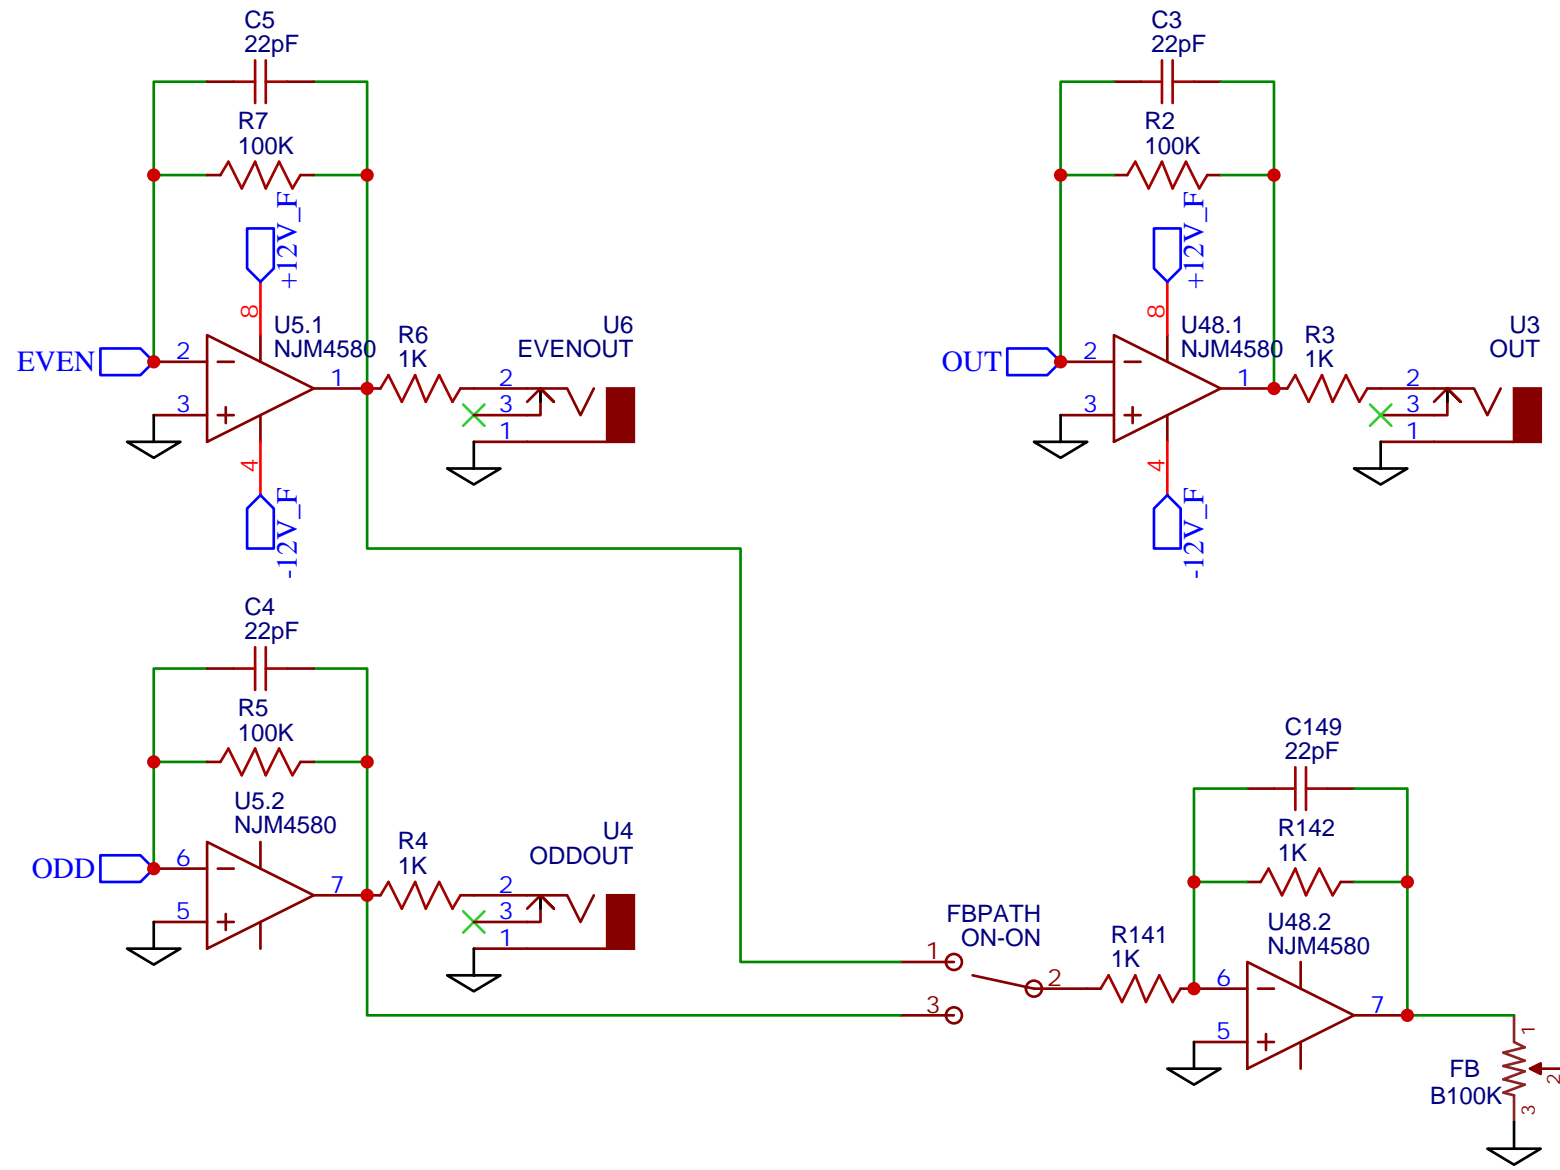 C5
22pF
R7
100K
+12V_F
8
U5.1
NJM4580
EVEN
2
3
1
4
-12V_F
R6
1K
U6
EVENOUT
2
3
1
C3
22pF
R2
100K
+12V_F
8
U48.1
NJM4580
OUT
2
3
1
4
-12V_F
R3
1K
U3
OUT
2
3
1
C4
22pF
R5
100K
U5.2
NJM4580
ODD
6
5
7
R4
1K
U4
ODDOUT
2
3
1
FBPATH
ON-ON
1
2
3
R141
1K
C149
22pF
R142
1K
U48.2
NJM4580
6
5
7
FB
B100K
1
2
3